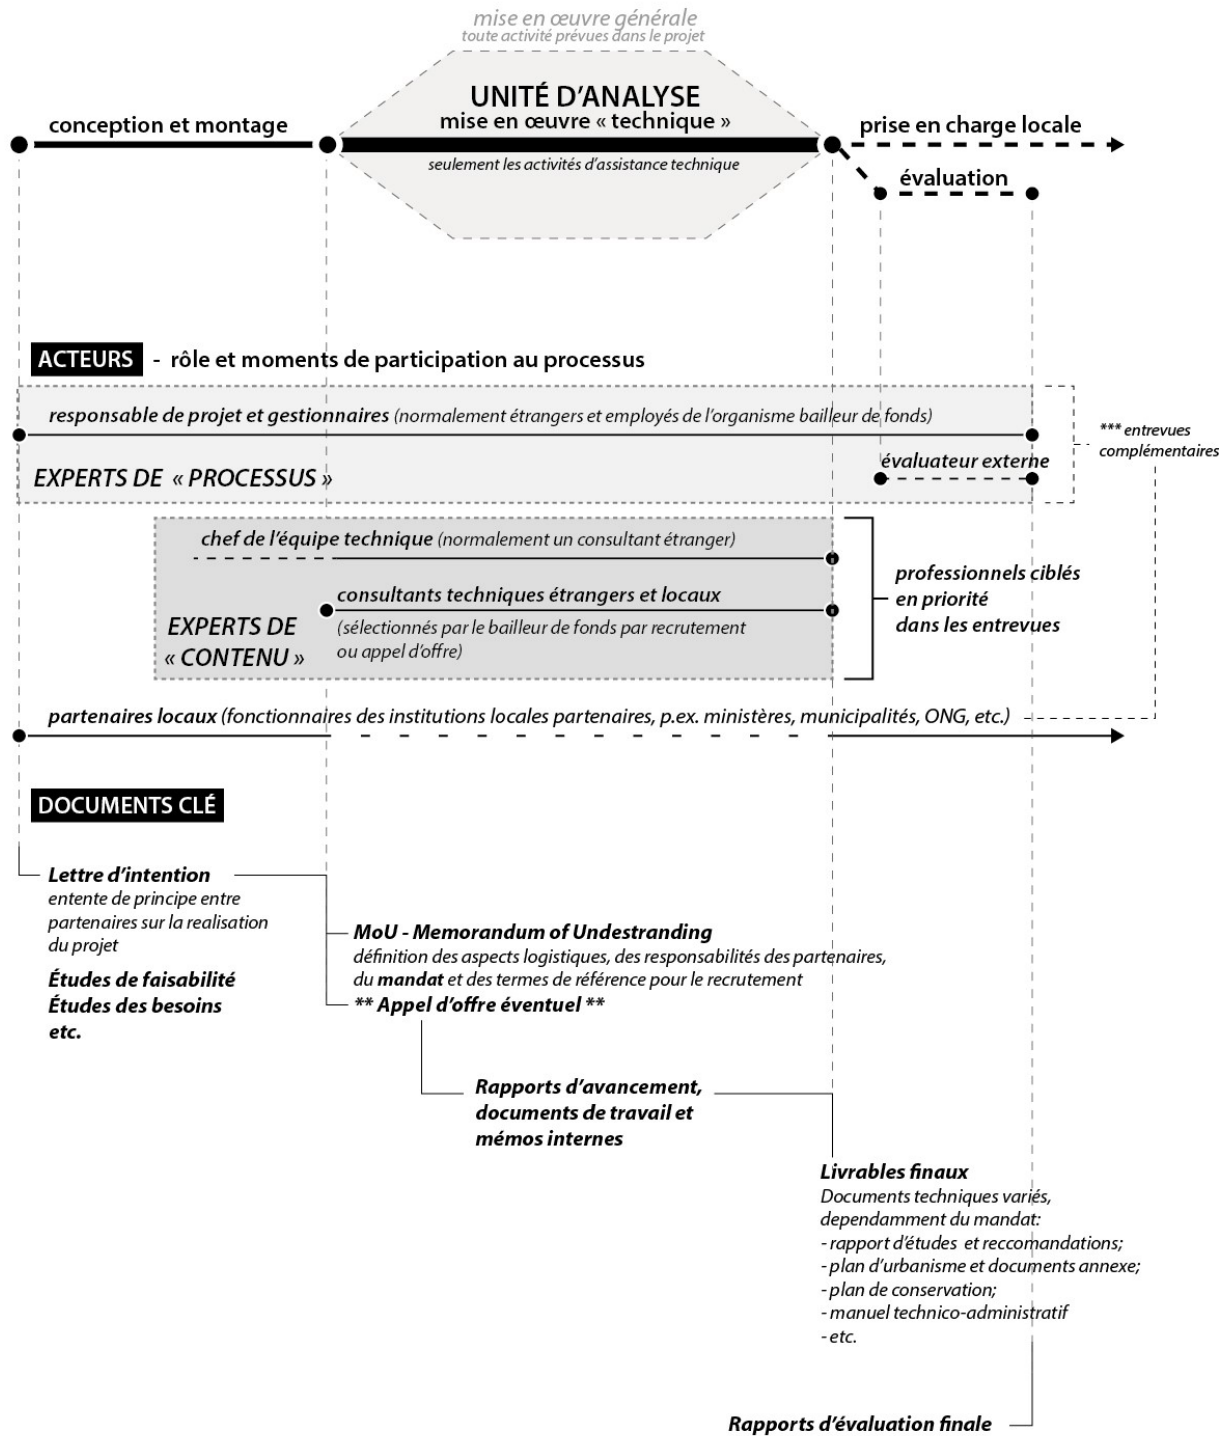 mise en œuvre générale
toute activité prévues dans le projet
UNITÉ D'ANALYSE
mise en œuvre « technique »
seulement les activités d'assistance technique
conception et montage
prise en charge locale
évaluation
ACTEURS - rôle et moments de participation au processus
responsable de projet et gestionnaires (normalement étrangers et employés de l'organisme bailleur de fonds)
*** entrevues
complémentaires
évaluateur externe
EXPERTS DE « PROCESSUS »
chef de l'équipe technique (normalement un consultant étranger)
consultants techniques étrangers et locaux
(sélectionnés par le bailleur de fonds par recrutement
ou appel d'offre)
EXPERTS DE
« CONTENU »
professionnels ciblés
en priorité
dans les entrevues
partenaires locaux (fonctionnaires des institutions locales partenaires, p.ex. ministères, municipalités, ONG, etc.)
DOCUMENTS CLÉ
Lettre d'intention
entente de principe entre
partenaires sur la realisation
du projet
Études de faisabilité
Études des besoins
etc.
MoU - Memorandum of Undestranding
définition des aspects logistiques, des responsabilités des partenaires,
du mandat et des termes de référence pour le recrutement
** Appel d'offre éventuel **
Rapports d'avancement,
documents de travail et
mémos internes
Livrables finaux
Documents techniques variés,
dependamment du mandat:
- rapport d'études et reccomandations;
- plan d'urbanisme et documents annexe;
- plan de conservation;
- manuel technico-administratif
- etc.
Rapports d'évaluation finale